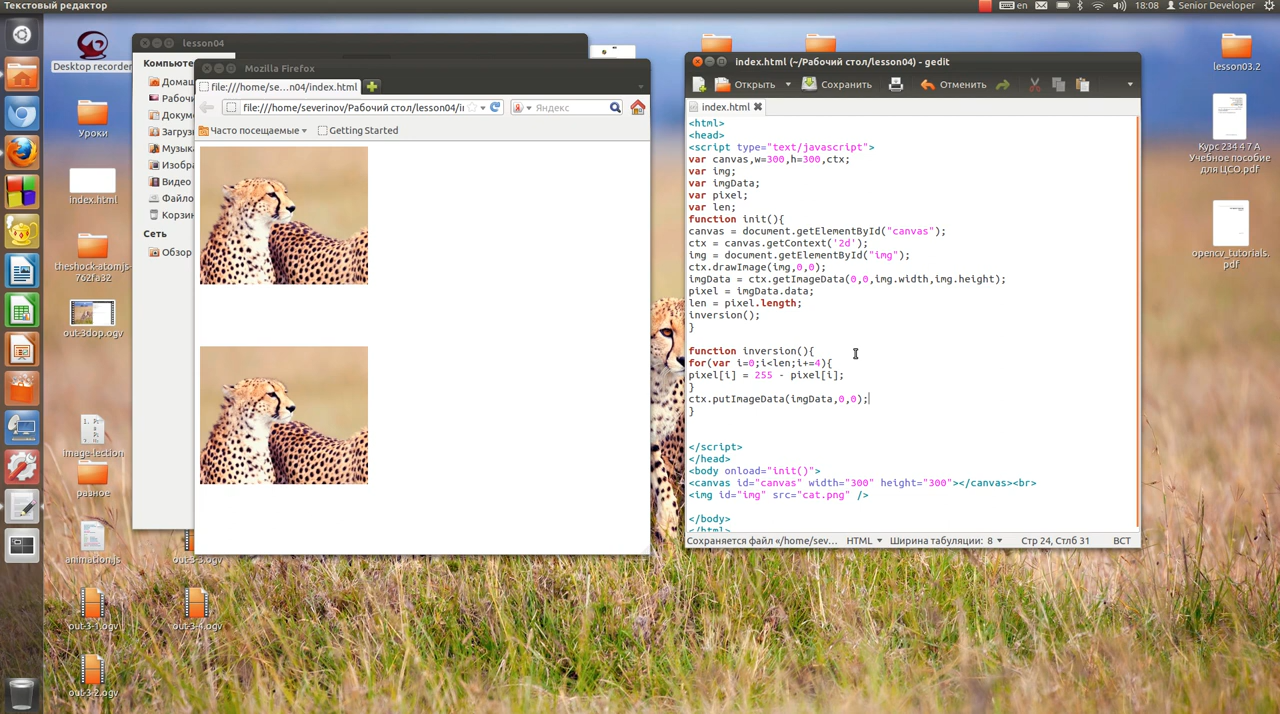 Текстовый редактор
en
18:08
Senior Developer
Desktop recorder
Уроки
index.html
theshock-atomjs-762fa32
out-3dop.ogv
image-lection
разное
animation.js
out-3-1.ogv
out-3-4.ogv
out-3-2.ogv
lesson04
Компьюте
Домаш
Рабочи
Докум
Загруз
Музык
Изобра
Видео
Файло
Корзин
Сеть
Обзор
Mozilla Firefox
file:///home/se...n04/index.html
file:///home/severinov/Рабочий стол/lesson04/i
Яндекс
Часто посещаемые
Getting Started
index.html (~/Рабочий стол/lesson04) - gedit
Открыть
Сохранить
Отменить
index.html
<html>
<head>
<script type="text/javascript">
var canvas,w=300,h=300,ctx;
var img;
var imgData;
var pixel;
var len;
function init(){
canvas = document.getElementById("canvas");
ctx = canvas.getContext('2d');
img = document.getElementById("img");
ctx.drawImage(img,0,0);
imgData = ctx.getImageData(0,0,img.width,img.height);
pixel = imgData.data;
len = pixel.length;
inversion();
}
function inversion(){
for(var i=0;i<len;i+=4){
pixel[i] = 255 - pixel[i];
}
ctx.putImageData(imgData,0,0);
}
</script>
</head>
<body onload="init()">
<canvas id="canvas" width="300" height="300"></canvas><br>
<img id="img" src="cat.png" />
</body>
</html>
Сохраняется файл «/home/sev...
HTML
Ширина табуляции: 8
Стр 24, Стлб 31
ВСТ
lesson03.2
Курс 234 4 7 А
Учебное пособие
для ЦСО.pdf
opencv_tutorials.
pdf